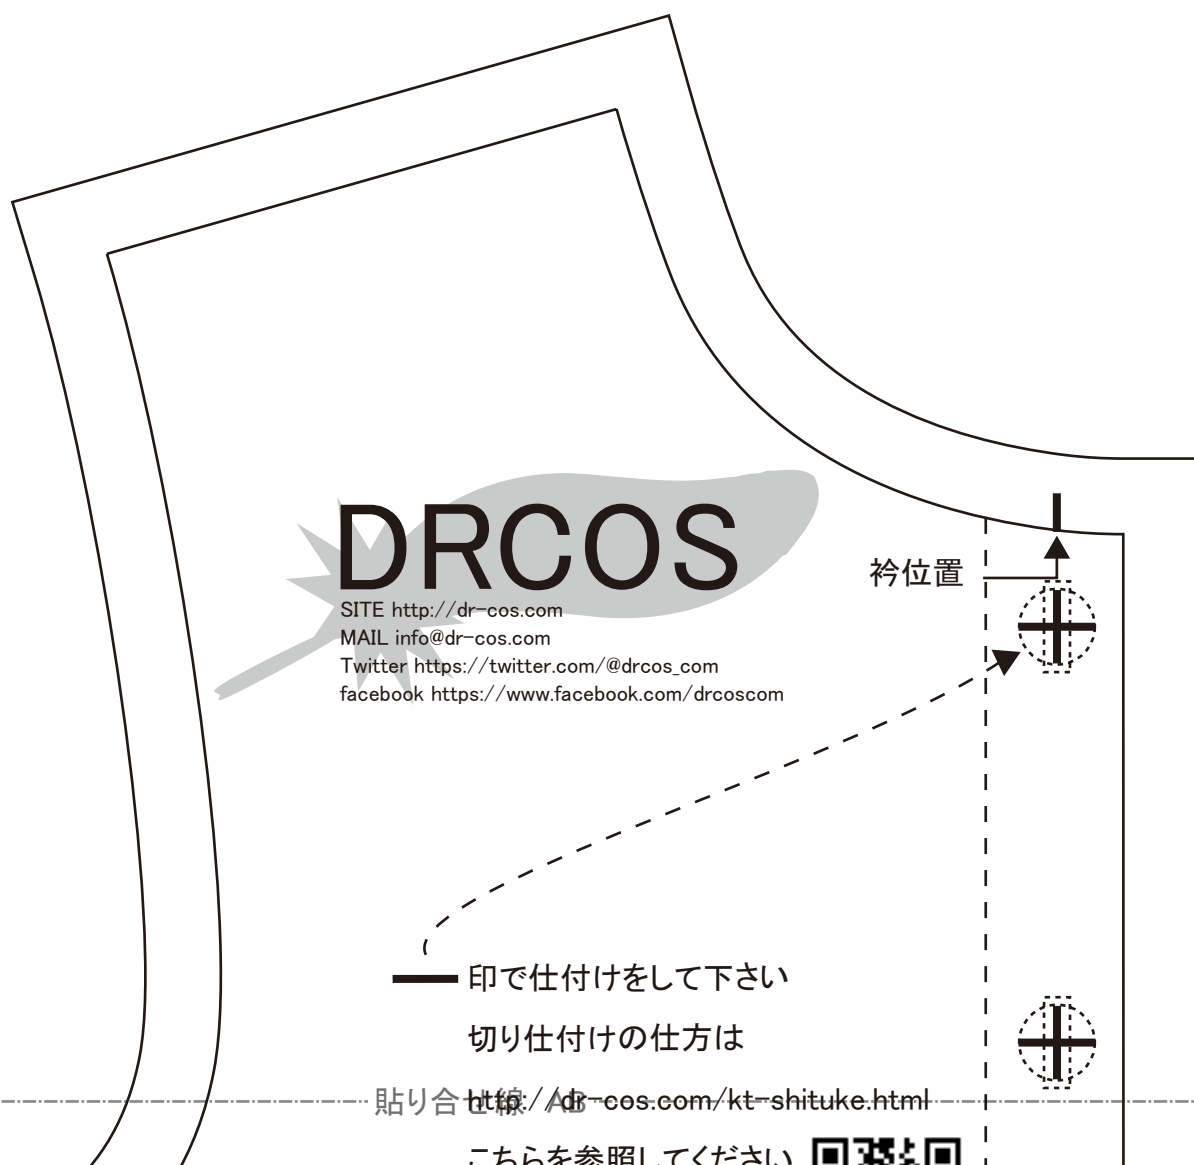 DRCOS
SITE http://dr-cos.com
MAIL info@dr-cos.com
Twitter https://twitter.com/@drcos_com
facebook https://www.facebook.com/drcoscom
衿位置
印で仕付けをして下さい
切り仕付けの仕方は
http://dr-cos.com/kt-shituke.html
貼り合せ線 AB
こちらを参照してください